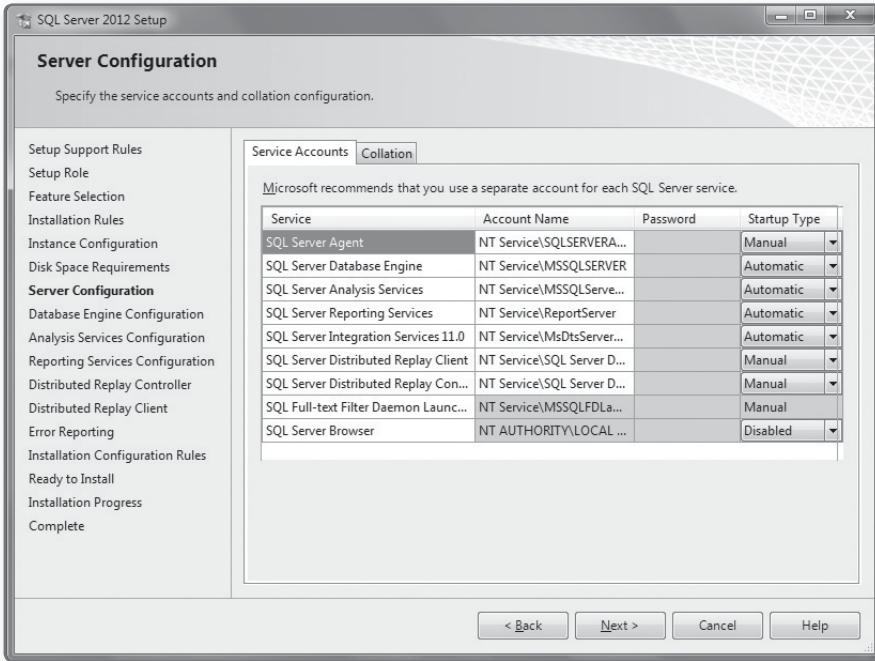 SQL Server 2012 Setup
Server Configuration
Specify the service accounts and collation configuration.
Setup Support Rules
Setup Role
Feature Selection
Installation Rules
Instance Configuration
Disk Space Requirements
Server Configuration
Database Engine Configuration
Analysis Services Configuration
Reporting Services Configuration
Distributed Replay Controller
Distributed Replay Client
Error Reporting
Installation Configuration Rules
Ready to Install
Installation Progress
Complete
Service Accounts Collation
Microsoft recommends that you use a separate account for each SQL Server service.
Service Account Name Password Startup Type
SQL Server Agent NT Service\SQLSERVERA... Manual
SQL Server Database Engine NT Service\MSSQLSERVER Automatic
SQL Server Analysis Services NT Service\MSSQLServe... Automatic
SQL Server Reporting Services NT Service\ReportServer Automatic
SQL Server Integration Services 11.0 NT Service\MsDtsServer... Automatic
SQL Server Distributed Replay Client NT Service\SQL Server D... Manual
SQL Server Distributed Replay Con... NT Service\SQL Server D... Manual
SQL Full-text Filter Daemon Launc... NT Service\MSSQLFDLa... Manual
SQL Server Browser NT AUTHORITY\LOCAL ... Disabled
< Back Next > Cancel Help